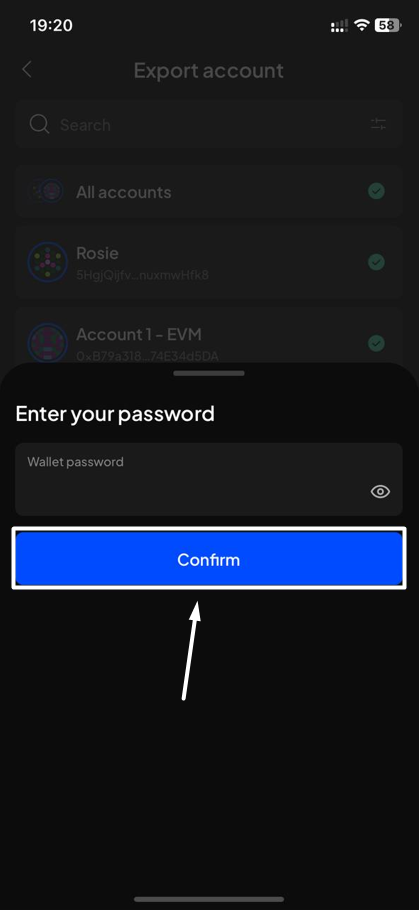 19:20
58
Export account
Search
All accounts
Rosie
5HgjQijfv...nuxmwHfk8
Account 1 - EVM
0xB79a318...74E34d5DA
Enter your password
Wallet password
Confirm